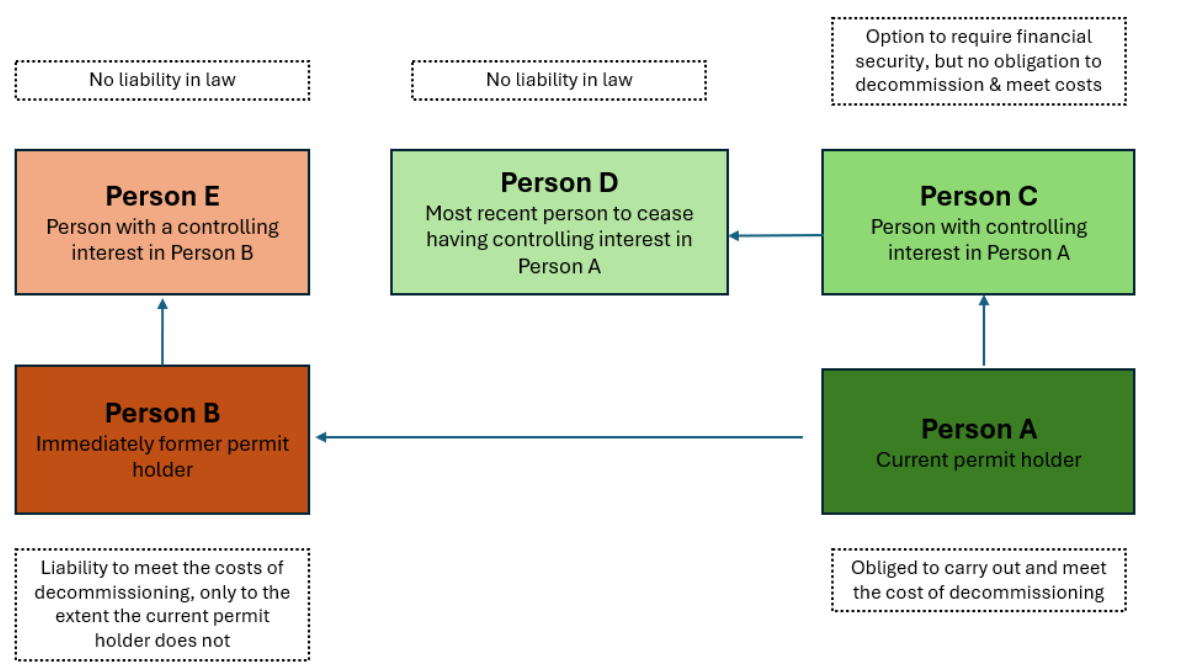 No liability in law
No liability in law
Option to require financial
security, but no obligation to
decommission & meet costs
Person E
Person with a controlling
interest in Person B
Person D
Most recent person to cease
having controlling interest in
Person A
Person C
Person with controlling
interest in Person A
Person B
Immediately former permit
holder
Person A
Current permit holder
Liability to meet the costs of
decommissioning, only to the
extent the current permit
holder does not
Obliged to carry out and meet
the cost of decommissioning